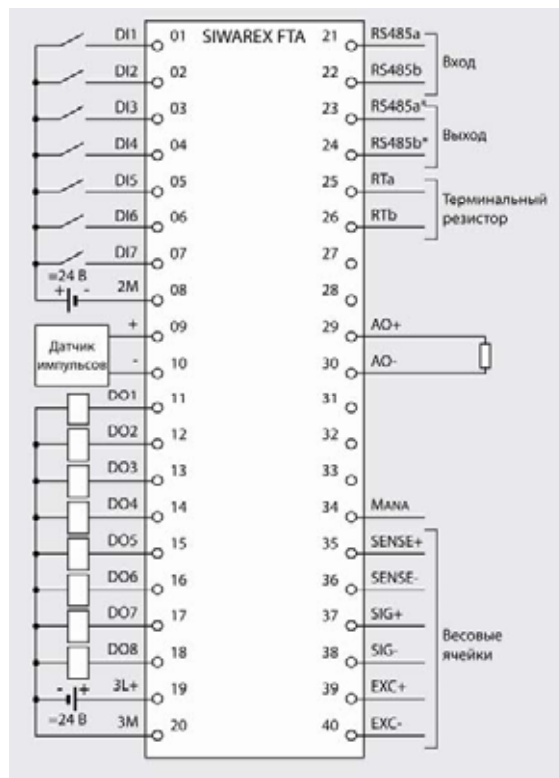 DI1 01 SIWAREX FTA 21 RS485a
DI2 02 22 RS485b
Вход
DI3 03 23 RS485a*
DI4 04 24 RS485b*
Выход
DI5 05 25 RTa
DI6 06 26 RTb
Терминальный
резистор
DI7 07 27
=24 В
+ - 2M 08 28
+ 09 29 AO+
Датчик
импульсов
- 10 30 AO-
DO1 11 31
DO2 12 32
DO3 13 33
DO4 14 34 MANA
DO5 15 35 SENSE+
DO6 16 36 SENSE-
DO7 17 37 SIG+
DO8 18 38 SIG-
Весовые
ячейки
- + 3L+ 19 39 EXC+
=24 В
3M 20 40 EXC-